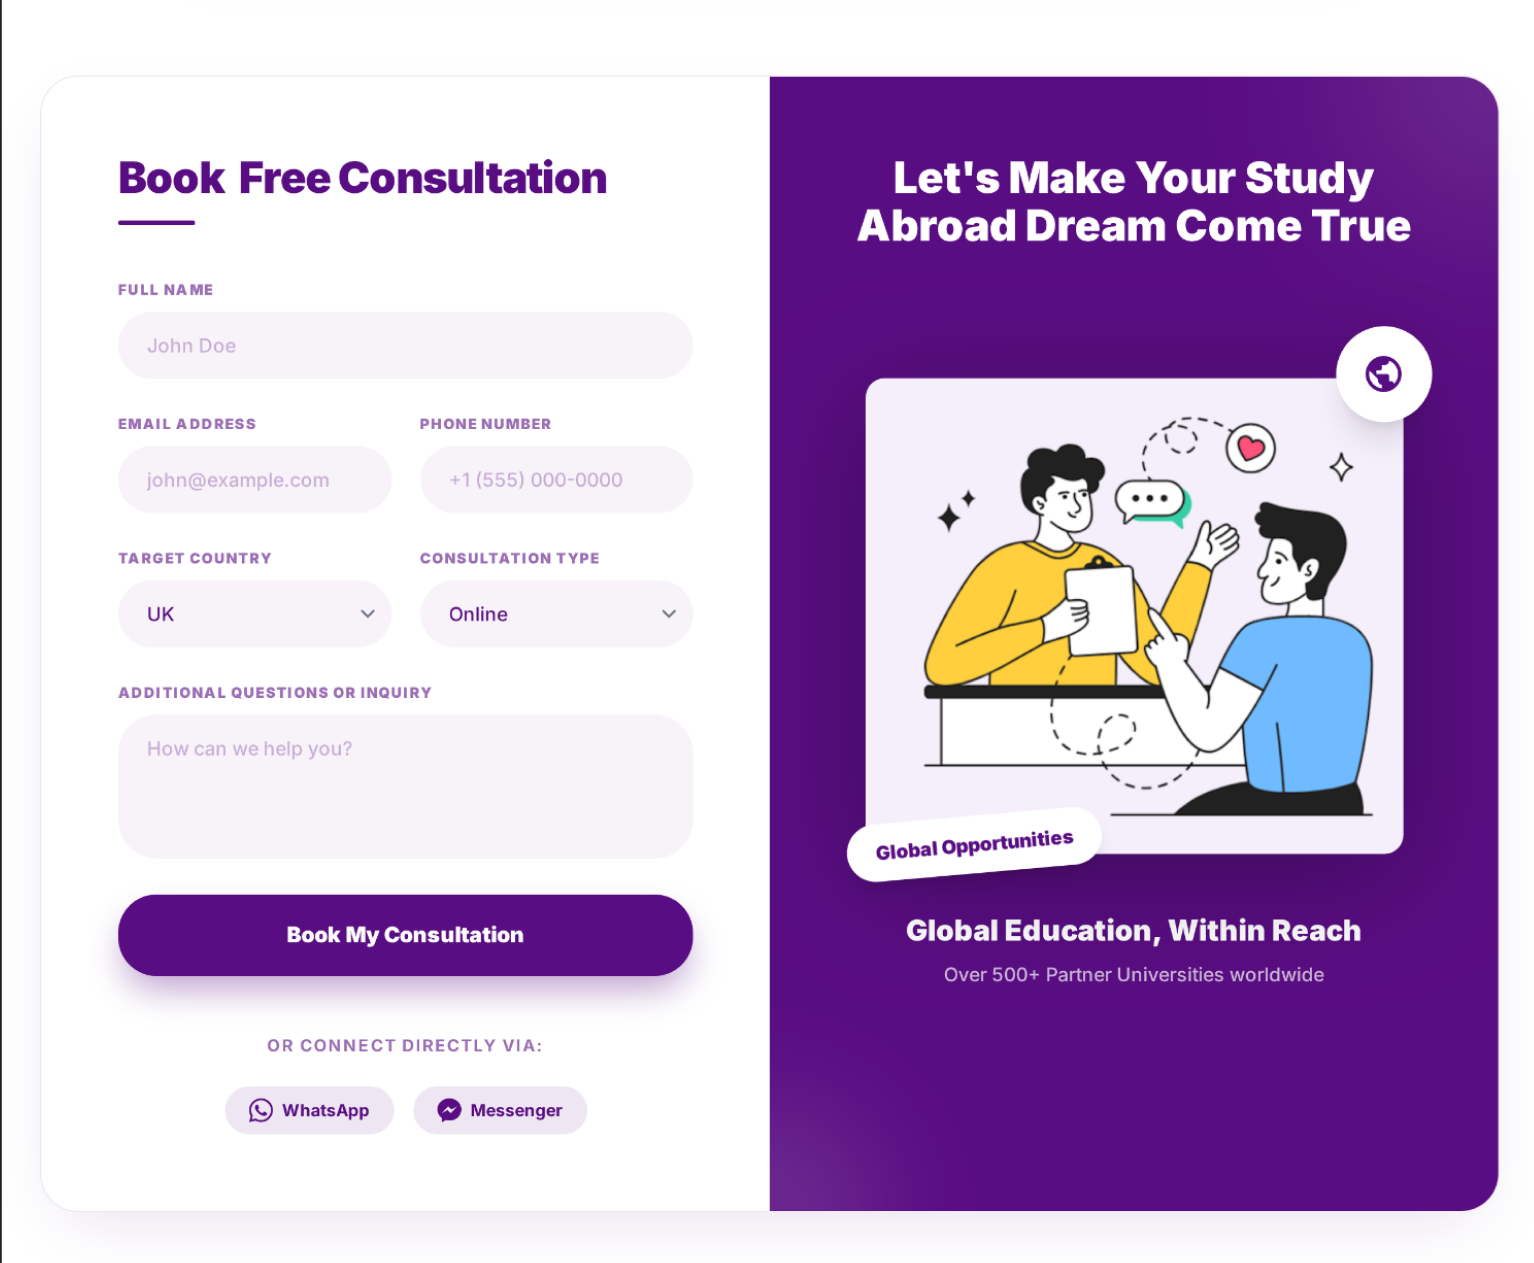 Book Free Consultation
FULL NAME
John Doe
EMAIL ADDRESS
PHONE NUMBER
john@example.com
+1 (555) 000-0000
TARGET COUNTRY
CONSULTATION TYPE
UK
Online
ADDITIONAL QUESTIONS OR INQUIRY
How can we help you?
Book My Consultation
OR CONNECT DIRECTLY VIA:
WhatsApp
Messenger
Let's Make Your Study
Abroad Dream Come True
Global Opportunities
Global Education, Within Reach
Over 500+ Partner Universities worldwide